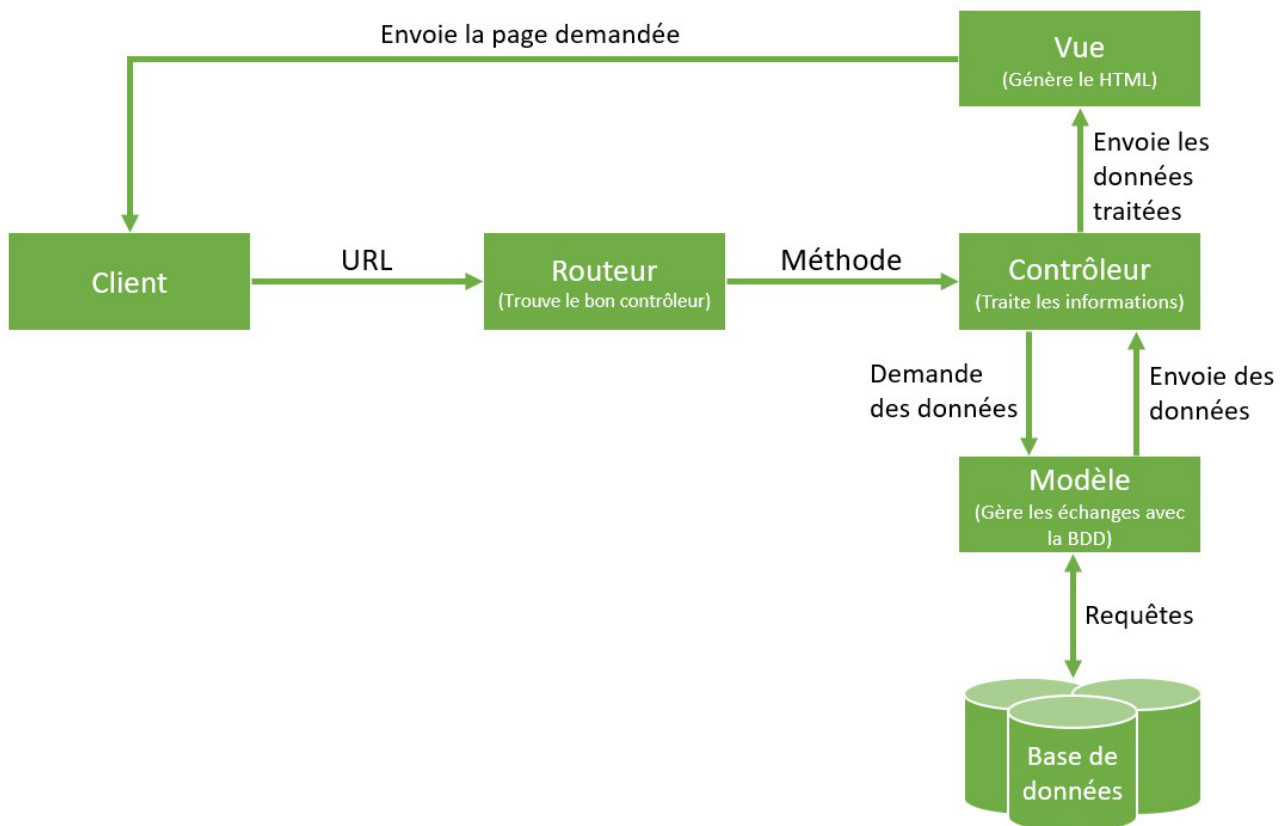 Envoie la page demandée
Vue
(Génère le HTML)
Envoie les
données
traitées
Client
URL
Routeur
(Trouve le bon contrôleur)
Méthode
Contrôleur
(Traite les informations)
Demande
des données
Envoie des
données
Modèle
(Gère les échanges avec
la BDD)
Requêtes
Base de
données